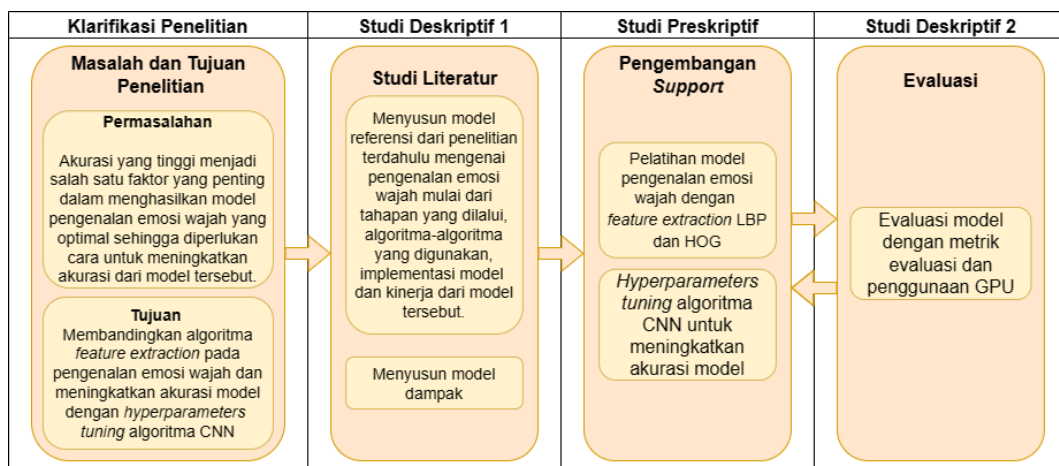 Klarifikasi Penelitian
Masalah dan Tujuan
Penelitian
Permasalahan
Akurasi yang tinggi menjadi
salah satu faktor yang penting
dalam menghasilkan model
pengenalan emosi wajah yang
optimal sehingga diperlukan
cara untuk meningkatkan
akurasi dari model tersebut.
Tujuan
Membandingkan algoritma
feature extraction pada
pengenalan emosi wajah dan
meningkatkan akurasi model
dengan hyperparameters
tuning algoritma CNN
Studi Deskriptif 1
Studi Literatur
Menyusun model
referensi dari penelitian
terdahulu mengenai
pengenalan emosi
wajah mulai dari
tahapan yang dilalui,
algoritma-algoritma
yang digunakan,
implementasi model
dan kinerja dari model
tersebut.
Menyusun model
dampak
Studi Preskriptif
Pengembangan
Support
Pelatihan model
pengenalan emosi
wajah dengan
feature extraction LBP
dan HOG
Hyperparameters
tuning algoritma
CNN untuk
meningkatkan
akurasi model
Studi Deskriptif 2
Evaluasi
Evaluasi model
dengan metrik
evaluasi dan
penggunaan GPU